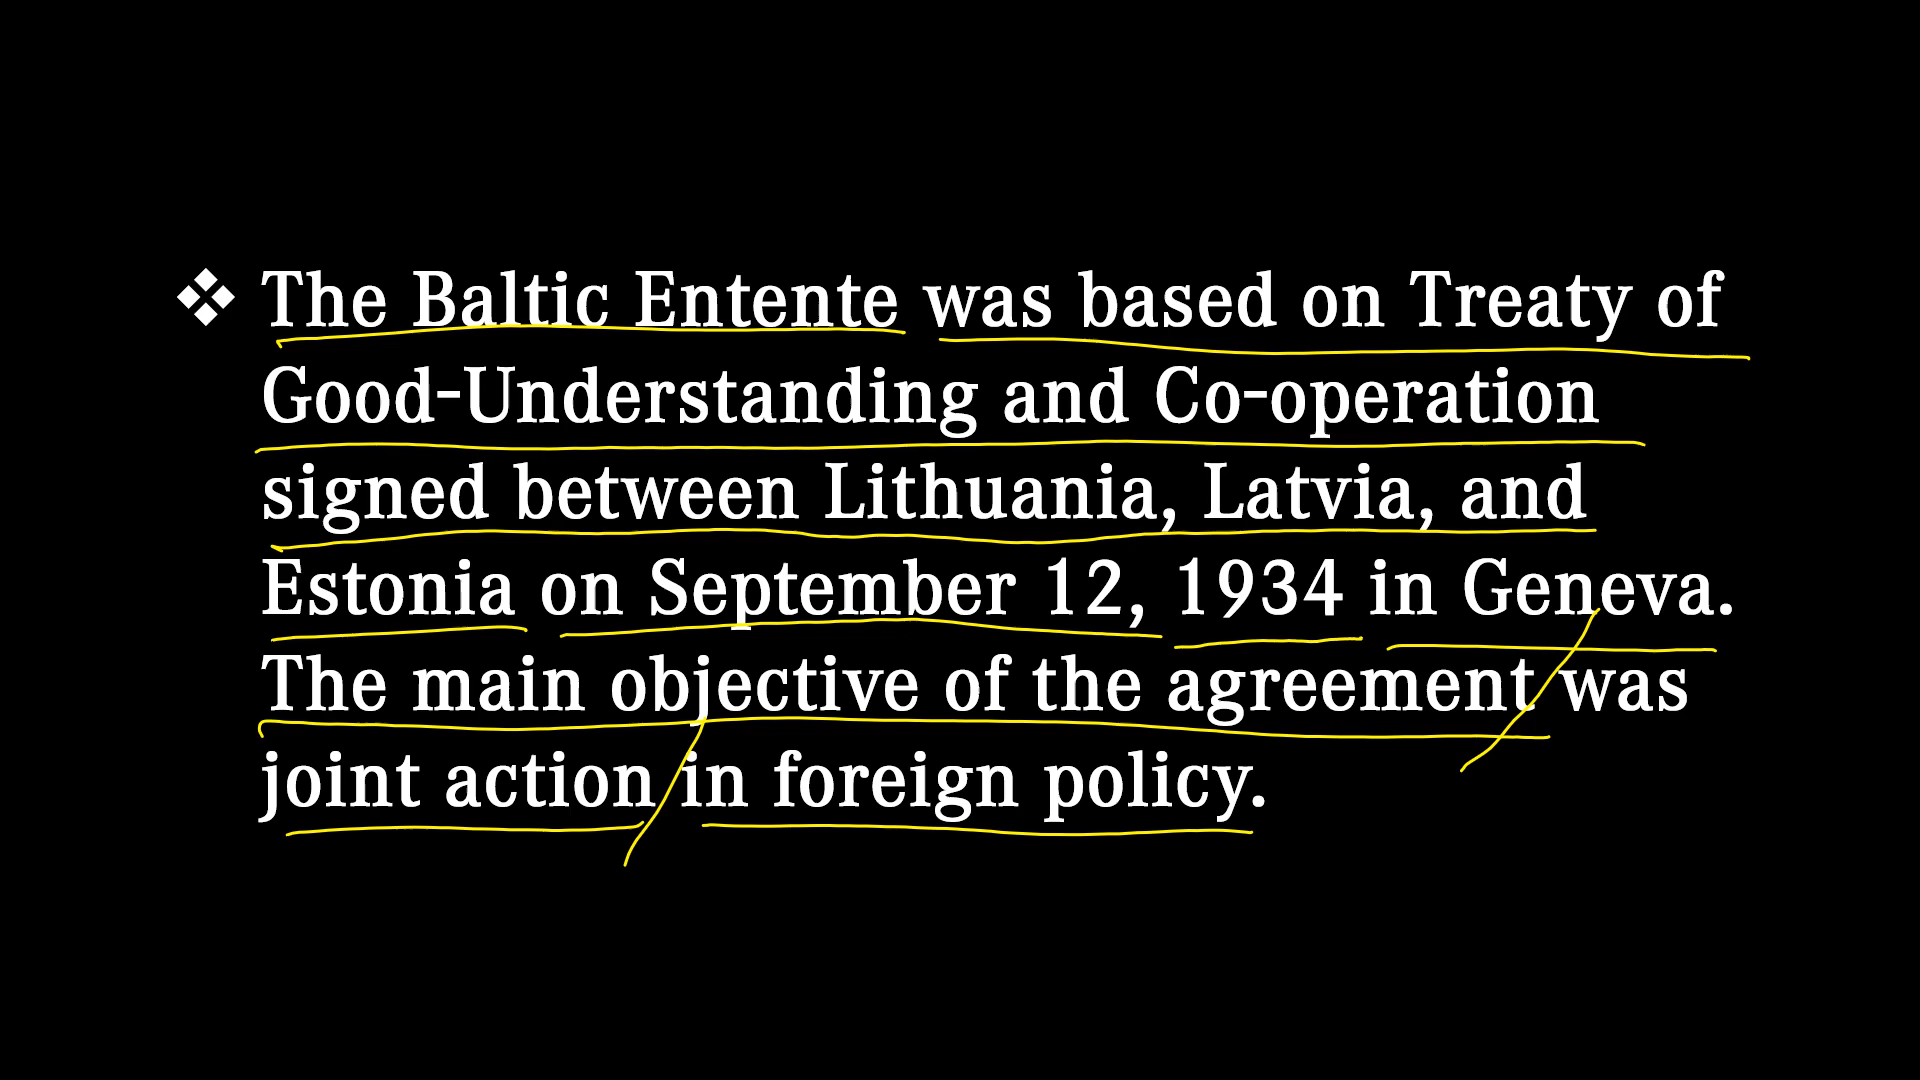 ❖ The Baltic Entente was based on Treaty of
Good-Understanding and Co-operation
signed between Lithuania, Latvia, and
Estonia on September 12, 1934 in Geneva.
The main objective of the agreement was
joint action in foreign policy.